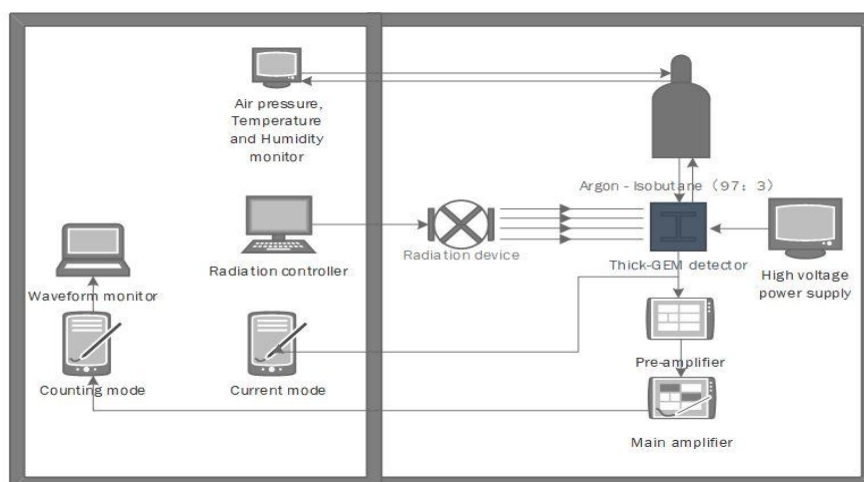 Air pressure,
Temperature
and Humidity
monitor
Argon - Isobutane（97：3）
Radiation controller
Radiation device
Thick-GEM detector
High voltage
power supply
Waveform monitor
Counting mode
Current mode
Pre-amplifier
Main amplifier